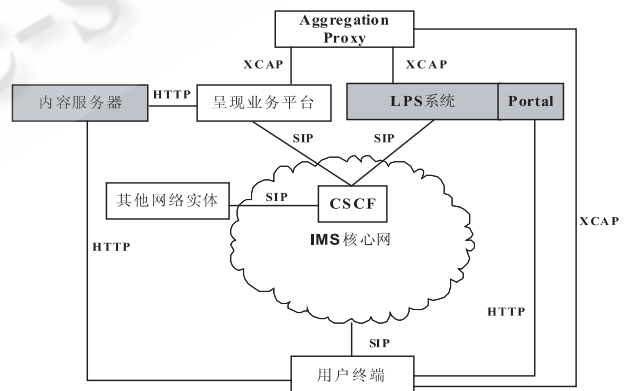 Aggregation
Proxy
XCAP
XCAP
内容服务器
HTTP
呈现业务平台
LPS系统
Portal
SIP
SIP
其他网络实体
SIP
CSCF
IMS核心网
XCAP
HTTP
HTTP
SIP
用户终端